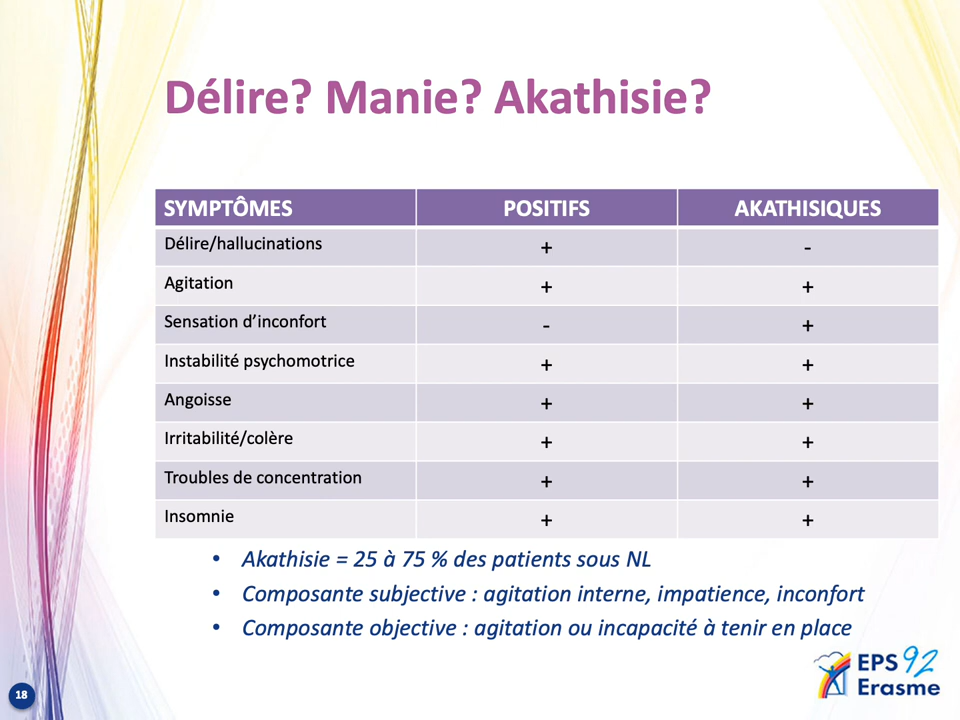 Délire? Manie? Akathisie?
SYMPTÔMES POSITIFS AKATHISIQUES
Délire/hallucinations + -
Agitation + +
Sensation d’inconfort - +
Instabilité psychomotrice + +
Angoisse + +
Irritabilité/colère + +
Troubles de concentration + +
Insomnie + +
• Akathisie = 25 à 75 % des patients sous NL
• Composante subjective : agitation interne, impatience, inconfort
• Composante objective : agitation ou incapacité à tenir en place
EPS 92
Erasme
18